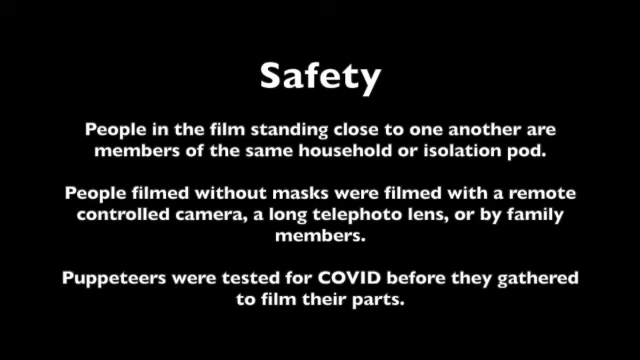 Safety
People in the film standing close to one another are
members of the same household or isolation pod.
People filmed without masks were filmed with a remote
controlled camera, a long telephoto lens, or by family
members.
Puppeteers were tested for COVID before they gathered
to film their parts.